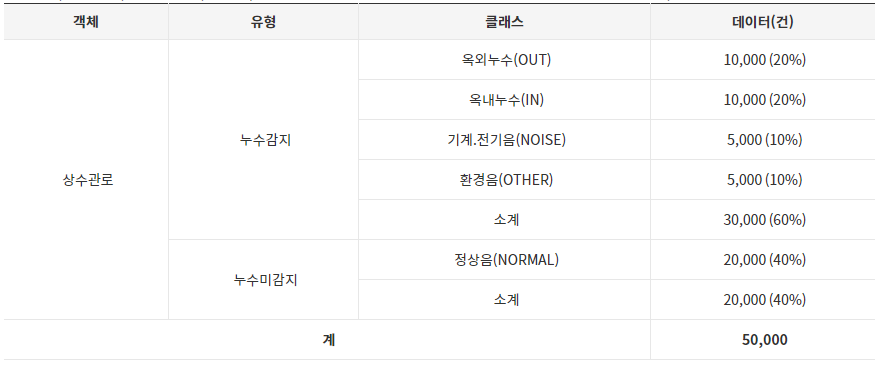 객체 유형 클래스 데이터(건)
옥외누수(OUT) 10,000 (20%)
옥내누수(IN) 10,000 (20%)
누수감지 기계.전기음(NOISE) 5,000 (10%)
상수관로 환경음(OTHER) 5,000 (10%)
소계 30,000 (60%)
정상음(NORMAL) 20,000 (40%)
누수미감지
소계 20,000 (40%)
계 50,000